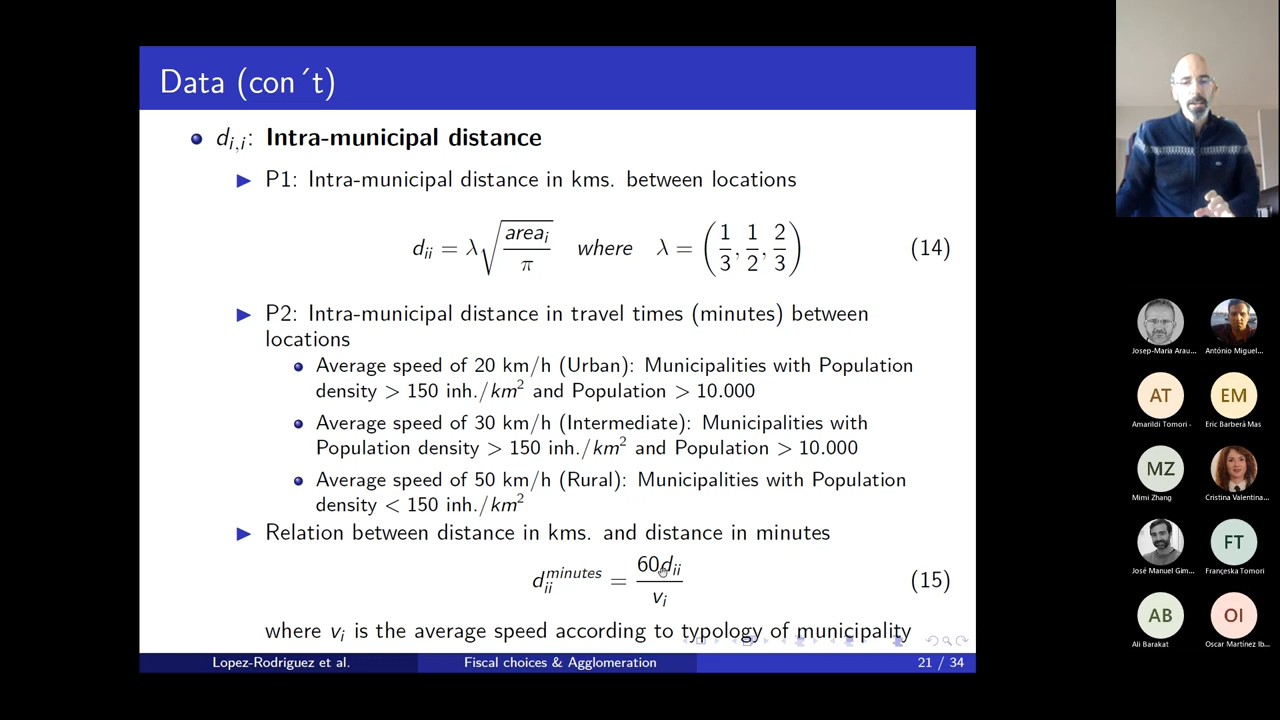 Data (con´t)
d_{i,i}: Intra-municipal distance
P1: Intra-municipal distance in kms. between locations
d_{ii} = λ√(area_i / π) where λ = (1/3, 1/2, 2/3) (14)
P2: Intra-municipal distance in travel times (minutes) between
locations
Average speed of 20 km/h (Urban): Municipalities with Population
density > 150 inh./km² and Population > 10.000
Average speed of 30 km/h (Intermediate): Municipalities with
Population density > 150 inh./km² and Population > 10.000
Average speed of 50 km/h (Rural): Municipalities with Population
density < 150 inh./km²
Relation between distance in kms. and distance in minutes
d_{ii}^{minutes} = 60d_{ii} / v_i (15)
where v_i is the average speed according to typology of municipality
Lopez-Rodriguez et al. Fiscal choices & Agglomeration 21 / 34
Josep-Maria Arau... António Miguel...
AT EM
Amarildi Tomori - Eric Barberá Mas
MZ
Mimi Zhang Cristina Valentina...
FT
José Manuel Gim... Françeska Tomori
AB OI
Ali Barakat Oscar Martínez Ib...